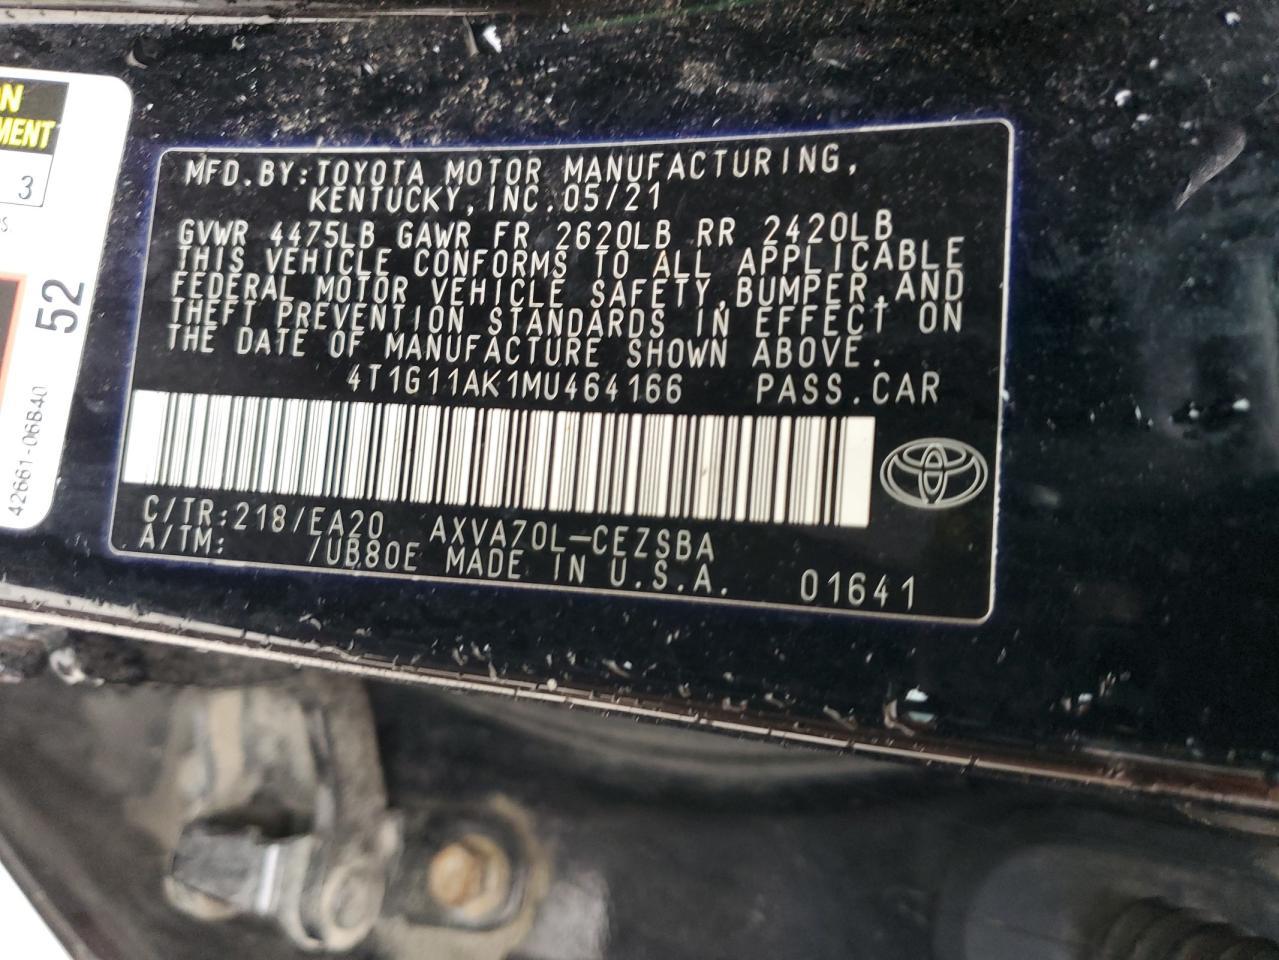 MFD.BY:TOYOTA MOTOR MANUFACTURING,
KENTUCKY,INC.05/21
GVWR 4475LB GAWR FR 2620LB RR 2420LB
THIS VEHICLE CONFORMS TO ALL APPLICABLE
FEDERAL MOTOR VEHICLE SAFETY,BUMPER,AND
THEFT PREVENTION STANDARDS IN EFFECT ON
THE DATE OF MANUFACTURE SHOWN ABOVE.
4T1G11AK1MU464166 PASS.CAR
C/TR:218/EA20 AXVA70L-CEZSBA
A/TM: /UB80E MADE IN U.S.A. 01641
3
52
42661-06B40